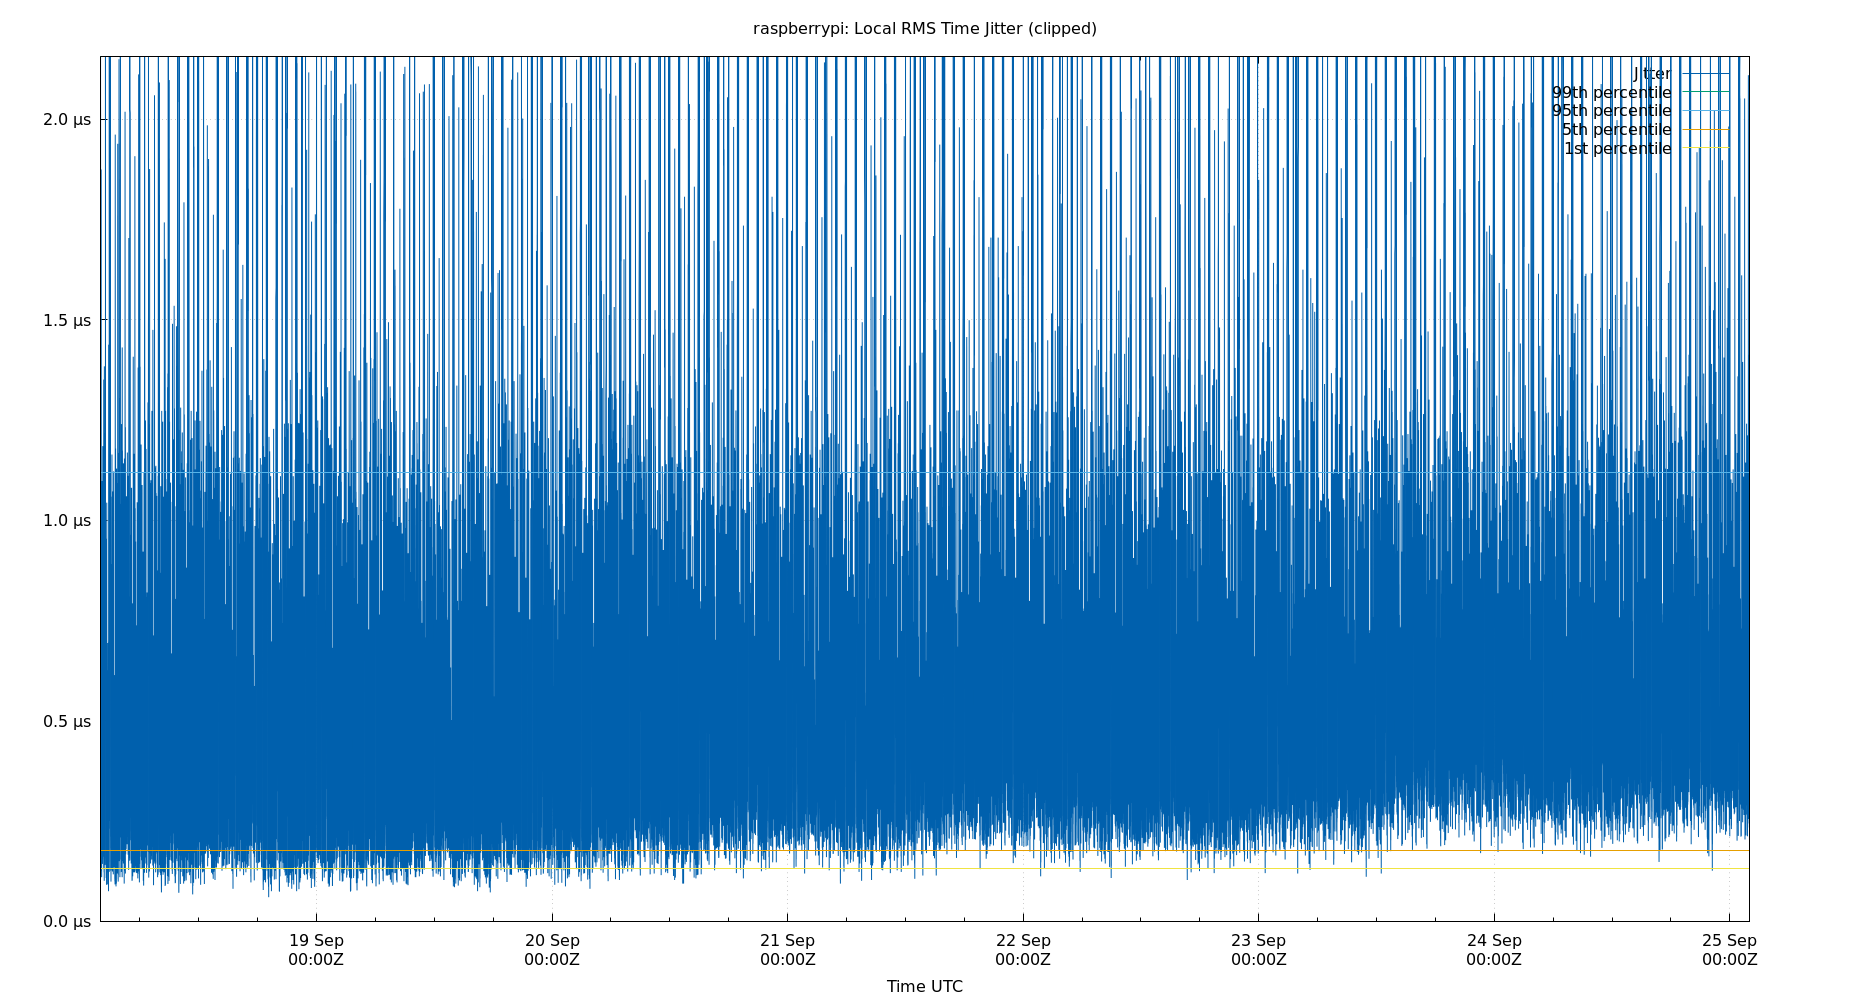 raspberrypi: Local RMS Time Jitter (clipped)
Jitter
99th percentile
95th percentile
5th percentile
1st percentile
2.0 µs
1.5 µs
1.0 µs
0.5 µs
0.0 µs
19 Sep
00:00Z
20 Sep
00:00Z
21 Sep
00:00Z
22 Sep
00:00Z
23 Sep
00:00Z
24 Sep
00:00Z
25 Sep
00:00Z
Time UTC